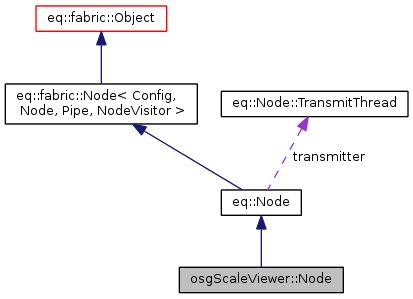 eq::fabric::Object
eq::fabric::Node< Config,
Node, Pipe, NodeVisitor >
eq::Node::TransmitThread
transmitter
eq::Node
osgScaleViewer::Node